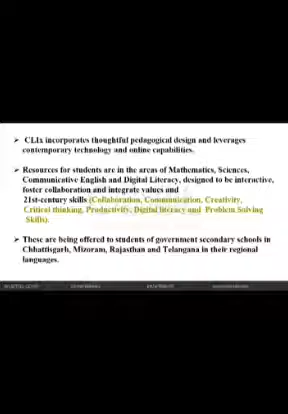 ➢ CLIx incorporates thoughtful pedagogical design and leverages
contemporary technology and online capabilities.
➢ Resources for students are in the areas of Mathematics, Sciences,
Communicative English and Digital Literacy, designed to be interactive,
foster collaboration and integrate values and
21st-century skills (Collaboration, Communication, Creativity,
Critical thinking, Productivity, Digital literacy and Problem Solving
Skills).
➢ These are being offered to students of government secondary schools in
Chhattisgarh, Mizoram, Rajasthan and Telangana in their regional
languages.